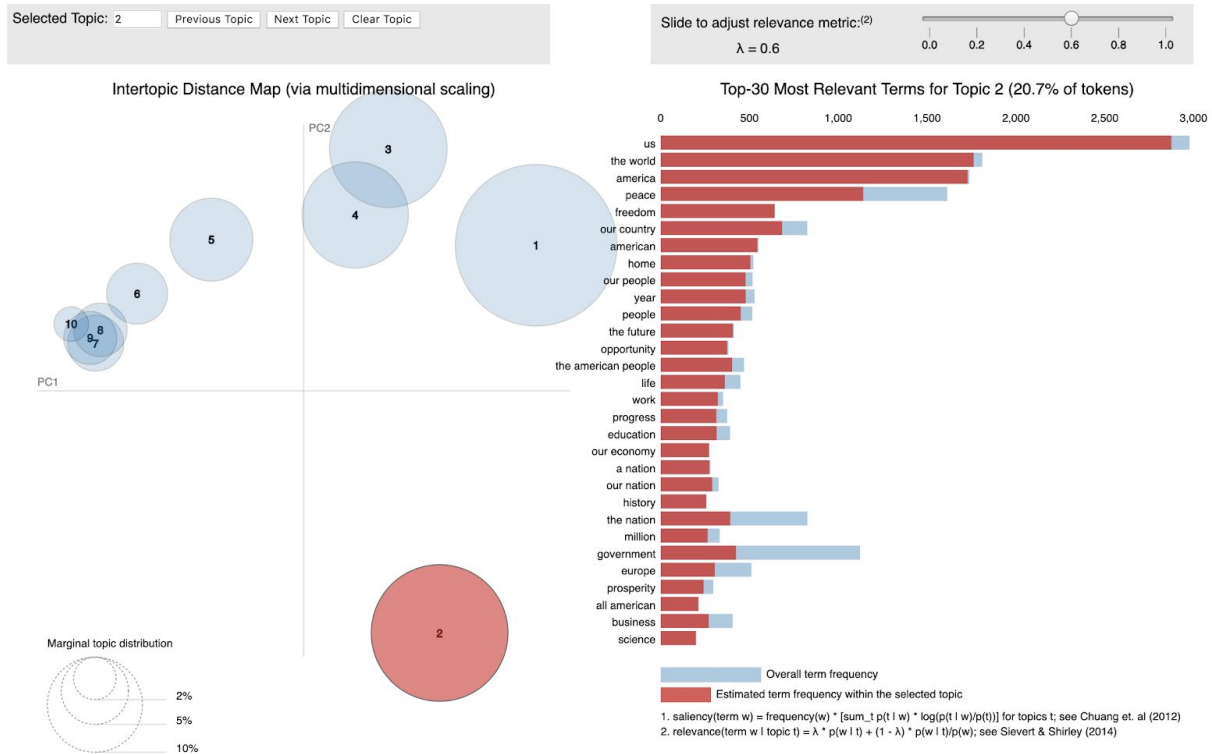 Selected Topic: 2 Previous Topic Next Topic Clear Topic
Slide to adjust relevance metric:(2)
λ = 0.6
0.0 0.2 0.4 0.6 0.8 1.0
Intertopic Distance Map (via multidimensional scaling)
PC2
PC1
3
4
1
5
6
10
8
9
7
2
Marginal topic distribution
2%
5%
10%
Top-30 Most Relevant Terms for Topic 2 (20.7% of tokens)
0 500 1,000 1,500 2,000 2,500 3,000
us
the world
america
peace
freedom
our country
american
home
our people
year
people
the future
opportunity
the american people
life
work
progress
education
our economy
a nation
our nation
history
the nation
million
government
europe
prosperity
all american
business
science
Overall term frequency
Estimated term frequency within the selected topic
1. saliency(term w) = frequency(w) * [sum_t p(t | w) * log(p(t | w)/p(t))] for topics t; see Chuang et. al (2012)
2. relevance(term w | topic t) = λ * p(w | t) + (1 - λ) * p(w | t)/p(w); see Sievert & Shirley (2014)